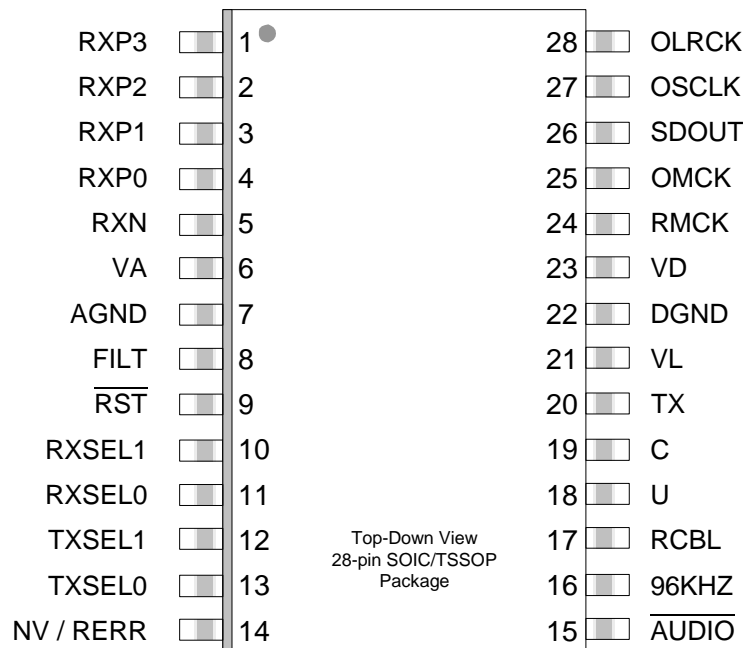 RXP3 1 28 OLRCK
RXP2 2 27 OSCLK
RXP1 3 26 SDOUT
RXP0 4 25 OMCK
RXN 5 24 RMCK
VA 6 23 VD
AGND 7 22 DGND
FILT 8 21 VL
R̅S̅T̅ 9 20 TX
RXSEL1 10 19 C
RXSEL0 11 18 U
TXSEL1 12 17 RCBL
TXSEL0 13 16 96KHZ
NV / RERR 14 15 A̅U̅D̅I̅O̅
Top-Down View
28-pin SOIC/TSSOP
Package